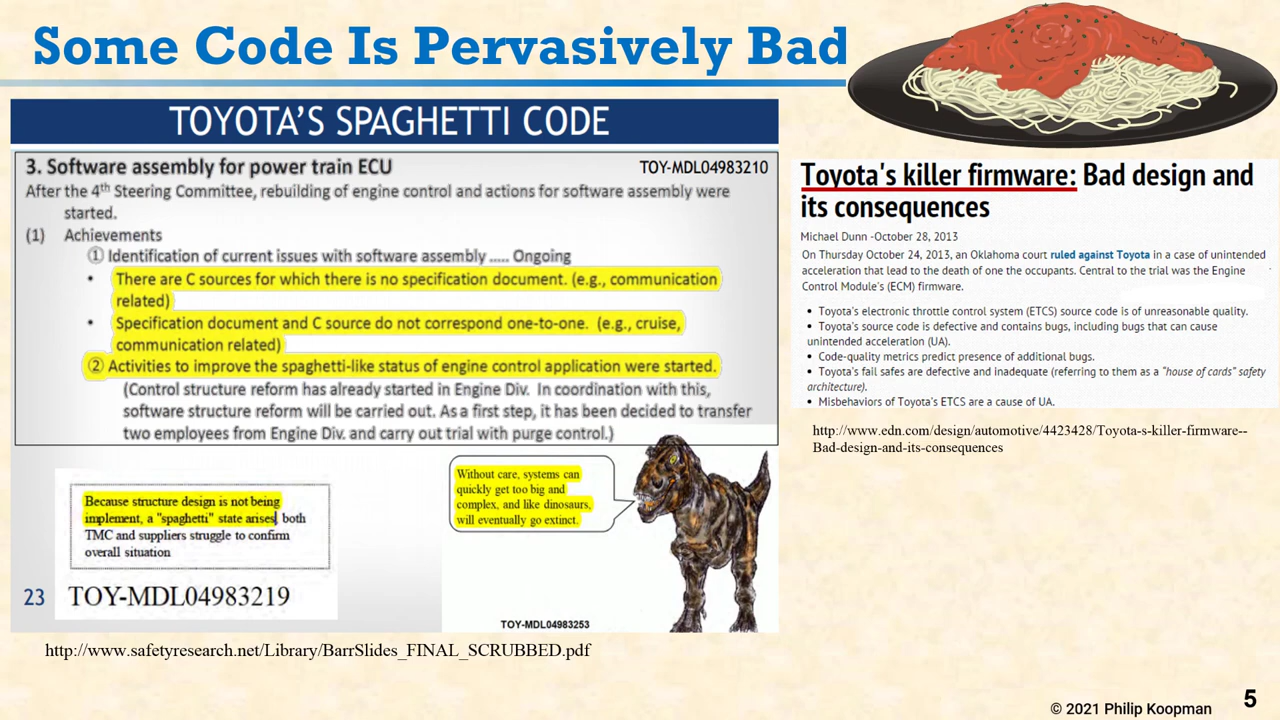 Some Code Is Pervasively Bad
TOYOTA'S SPAGHETTI CODE
3. Software assembly for power train ECU
TOY-MDL04983210
After the 4th Steering Committee, rebuilding of engine control and actions for software assembly were
started.
(1) Achievements
① Identification of current issues with software assembly ..... Ongoing
• There are C sources for which there is no specification document. (e.g., communication
related)
• Specification document and C source do not correspond one-to-one. (e.g., cruise,
communication related)
② Activities to improve the spaghetti-like status of engine control application were started.
(Control structure reform has already started in Engine Div. In coordination with this,
software structure reform will be carried out. As a first step, it has been decided to transfer
two employees from Engine Div. and carry out trial with purge control.)
Because structure design is not being
implement, a "spaghetti" state arises, both
TMC and suppliers struggle to confirm
overall situation
23
TOY-MDL04983219
Without care, systems can
quickly get too big and
complex, and like dinosaurs,
will eventually go extinct.
TOY-MDL04983253
http://www.safetyresearch.net/Library/BarrSlides_FINAL_SCRUBBED.pdf
Toyota's killer firmware: Bad design and
its consequences
Michael Dunn -October 28, 2013
On Thursday October 24, 2013, an Oklahoma court ruled against Toyota in a case of unintended
acceleration that lead to the death of one the occupants. Central to the trial was the Engine
Control Module's (ECM) firmware.
• Toyota's electronic throttle control system (ETCS) source code is of unreasonable quality.
• Toyota's source code is defective and contains bugs, including bugs that can cause
unintended acceleration (UA).
• Code-quality metrics predict presence of additional bugs.
• Toyota's fail safes are defective and inadequate (referring to them as a "house of cards" safety
architecture).
• Misbehaviors of Toyota's ETCS are a cause of UA.
http://www.edn.com/design/automotive/4423428/Toyota-s-killer-firmware--
Bad-design-and-its-consequences
© 2021 Philip Koopman
5